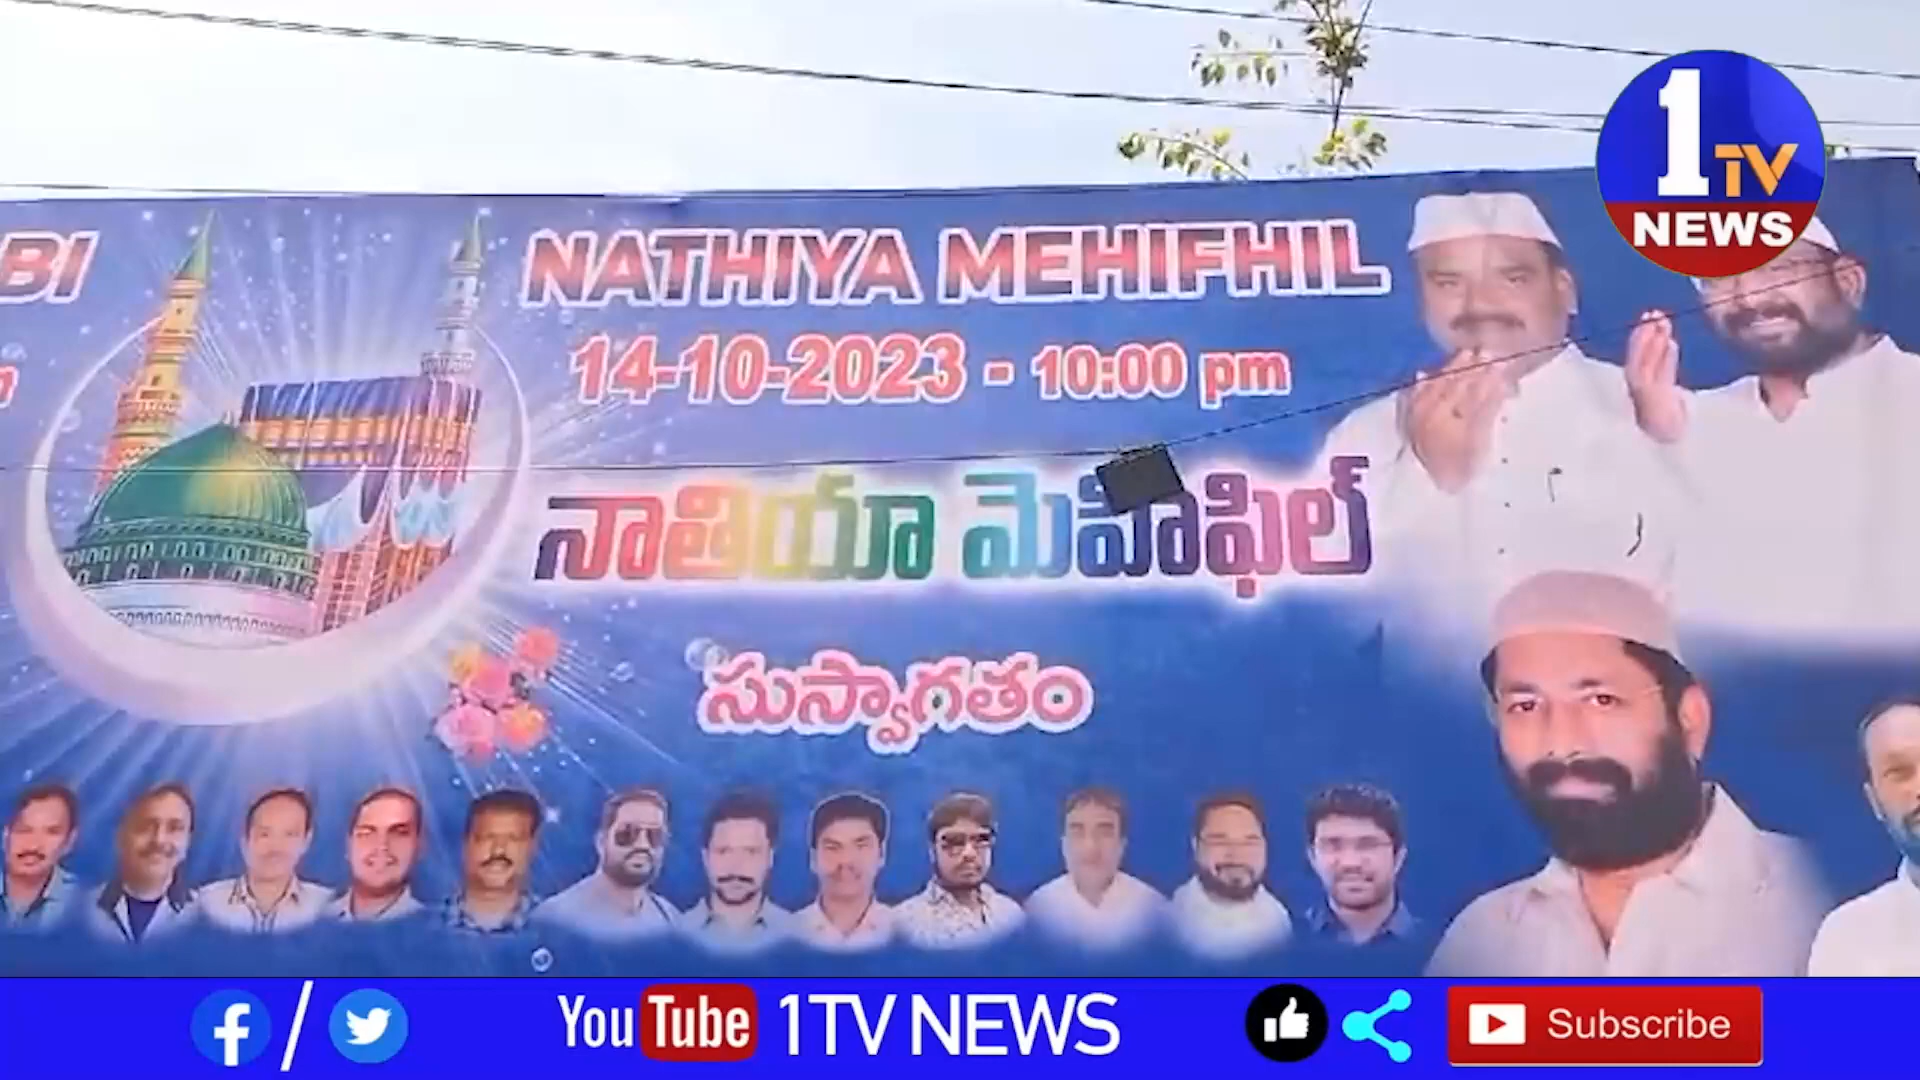 BI
NATHIYA MEHIFHIL
14-10-2023 - 10:00 pm
నాతియా మెహిఫిల్
సుస్వాగతం
1TV
NEWS
You Tube 1TV NEWS
Subscribe